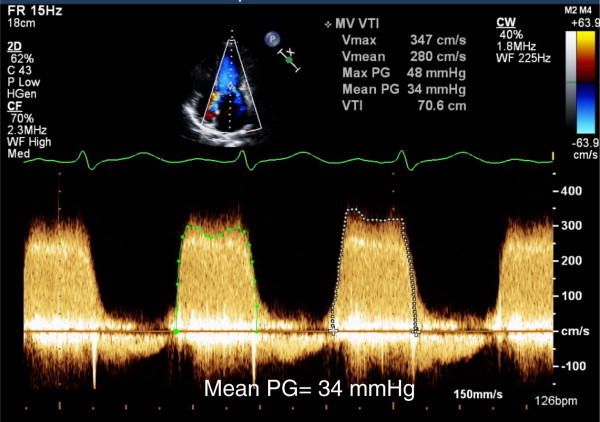 FR 15Hz
18cm
2D
62%
C 43
P Low
HGen
CF
70%
2.3MHz
WF High
Med
P
MV VTI
Vmax 347 cm/s
Vmean 280 cm/s
Max PG 48 mmHg
Mean PG 34 mmHg
VTI 70.6 cm
CW
40%
1.8MHz
WF 225Hz
M2 M4
+63.9
-63.9
cm/s
400
300
200
100
cm/s
-100
Mean PG= 34 mmHg
150mm/s
126bpm